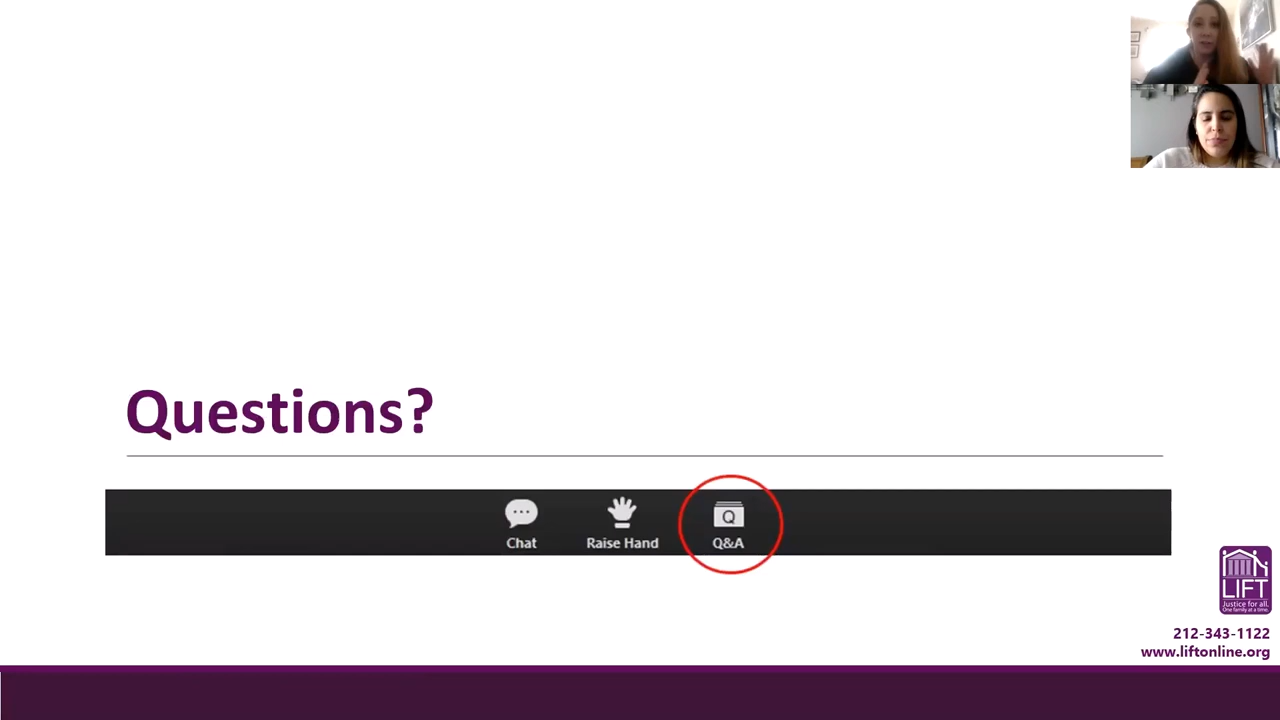 Questions?
Chat
Raise Hand
Q
Q&A
LIFT
Justice for all.
One family at a time.
212-343-1122
www.liftonline.org